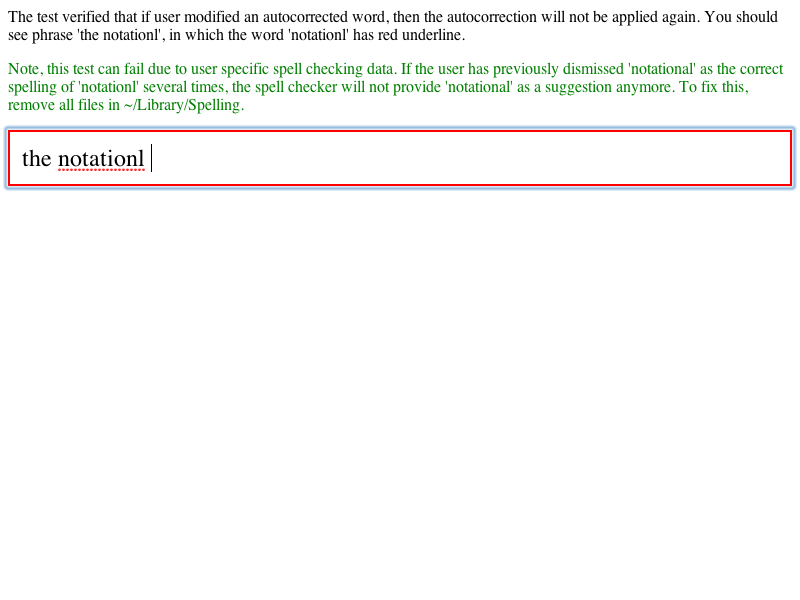 The test verified that if user modified an autocorrected word, then the autocorrection will not be applied again. You should
see phrase 'the notationl', in which the word 'notationl' has red underline.
Note, this test can fail due to user specific spell checking data. If the user has previously dismissed 'notational' as the correct
spelling of 'notationl' several times, the spell checker will not provide 'notational' as a suggestion anymore. To fix this,
remove all files in ~/Library/Spelling.
the notationl